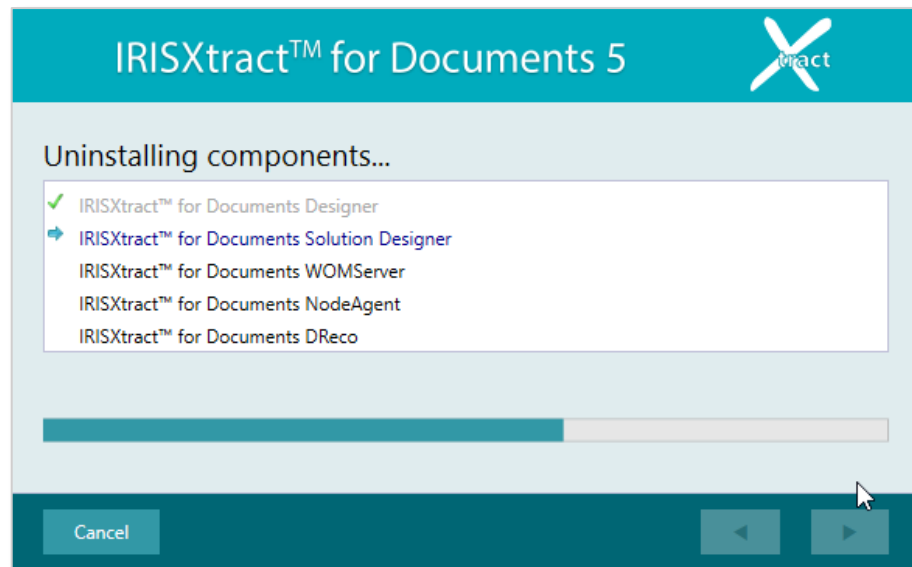 IRISXtract™ for Documents 5
Xtract
Uninstalling components...
IRISXtract™ for Documents Designer
IRISXtract™ for Documents Solution Designer
IRISXtract™ for Documents WOMServer
IRISXtract™ for Documents NodeAgent
IRISXtract™ for Documents DReco
Cancel